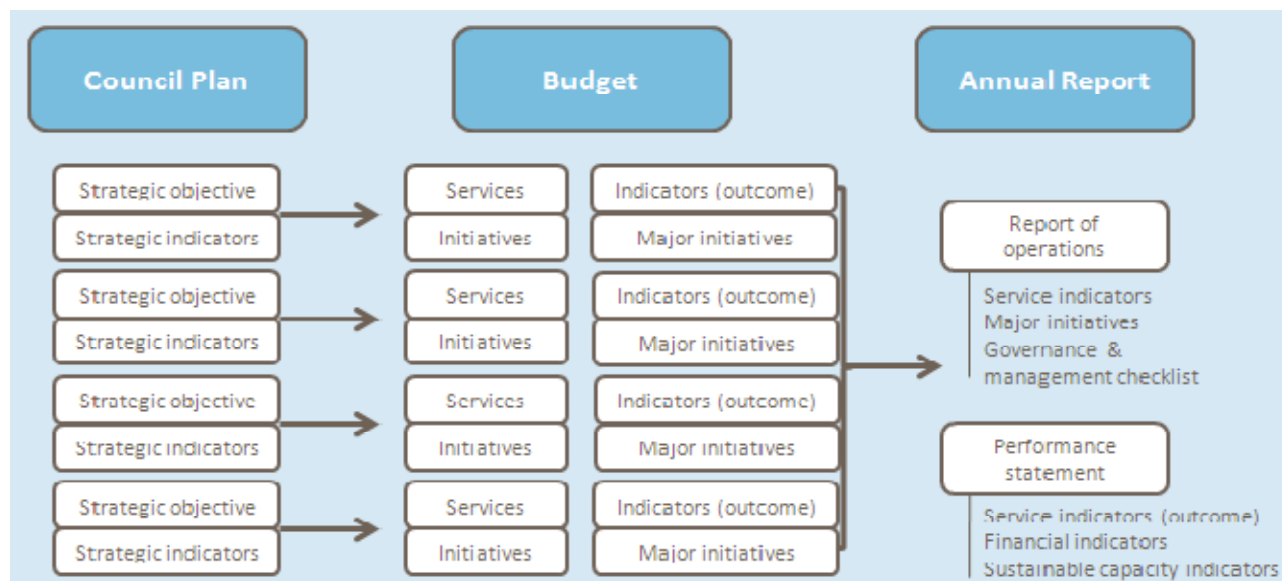 Council Plan
Budget
Annual Report
Strategic objective
Strategic indicators
Services
Initiatives
Indicators (outcome)
Major initiatives
Strategic objective
Strategic indicators
Services
Initiatives
Indicators (outcome)
Major initiatives
Strategic objective
Strategic indicators
Services
Initiatives
Indicators (outcome)
Major initiatives
Strategic objective
Strategic indicators
Services
Initiatives
Indicators (outcome)
Major initiatives
Report of
operations
Service indicators
Major initiatives
Governance &
management checklist
Performance
statement
Service indicators (outcome)
Financial indicators
Sustainable capacity indicators